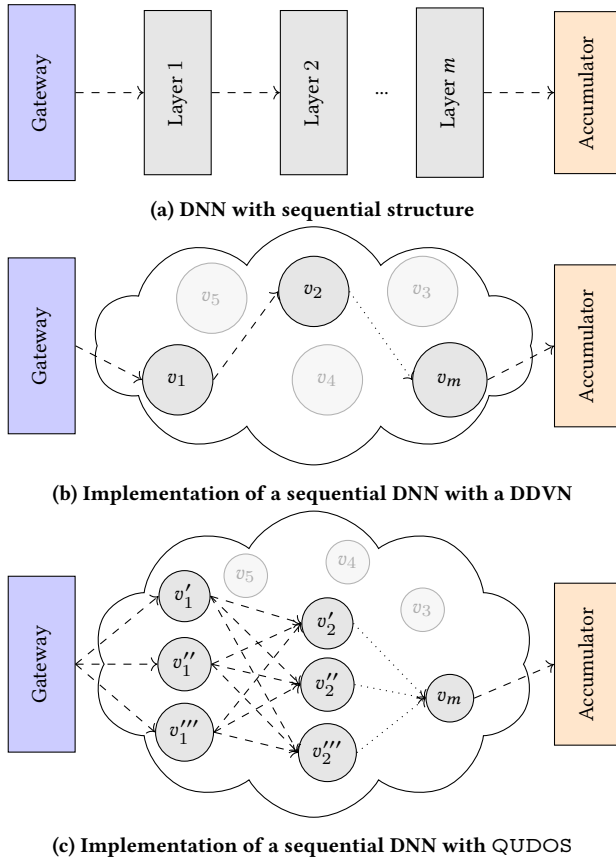 Gateway
Layer 1
Layer 2
...
Layer m
Accumulator
(a) DNN with sequential structure
Gateway
v5
v2
v3
v1
v4
vm
Accumulator
(b) Implementation of a sequential DNN with a DDVN
Gateway
v5
v4
v3
v′1
v′2
v′′1
v′′2
vm
v′′′1
v′′′2
Accumulator
(c) Implementation of a sequential DNN with QUDOS